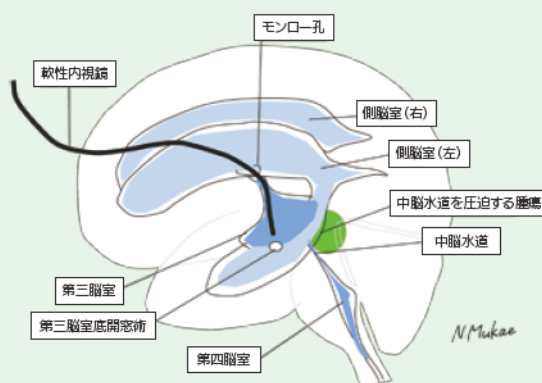 モンロー孔
軟性内視鏡
側脳室(右)
側脳室(左)
中脳水道を圧迫する腫瘍
中脳水道
第三脳室
第三脳室底開窓術
第四脳室
N.Mukae